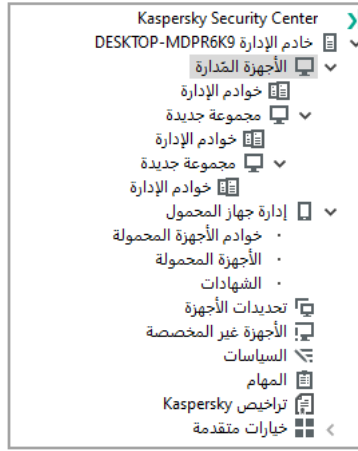 Kaspersky Security Center
خادم الإدارة DESKTOP-MDPR6K9
الأجهزة المُدارة
خوادم الإدارة
مجموعة جديدة
خوادم الإدارة
مجموعة جديدة
خوادم الإدارة
إدارة جهاز المحمول
خوادم الأجهزة المحمولة
الأجهزة المحمولة
الشهادات
تحديدات الأجهزة
الأجهزة غير المخصصة
السياسات
المهام
تراخيص Kaspersky
خيارات متقدمة